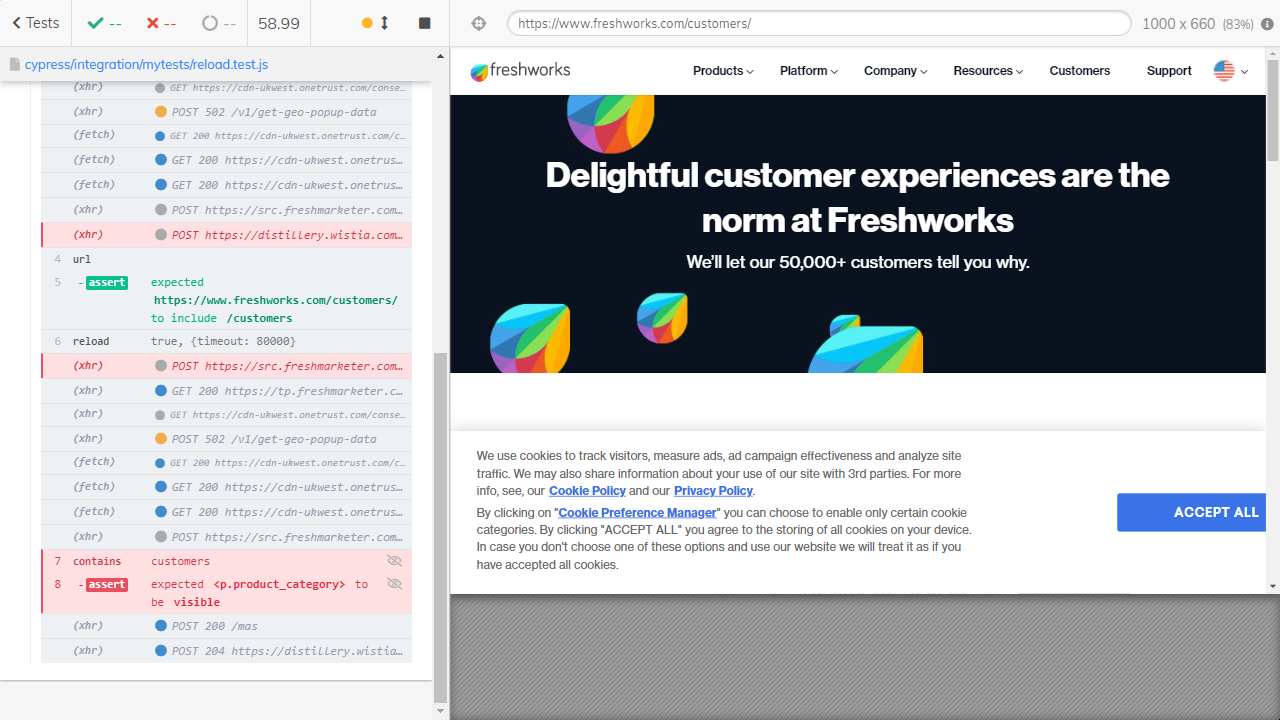 Tests
--
--
--
58.99
cypress/integration/mytests/reload.test.js
(xhr) GET https://cdn-ukwest.onetrust.com/conse…
(xhr) POST 502 /v1/get-geo-popup-data
(fetch) GET 200 https://cdn-ukwest.onetrust.com/c…
(fetch) GET 200 https://cdn-ukwest.onetrus…
(fetch) GET 200 https://cdn-ukwest.onetrus…
(xhr) POST https://src.freshmarketer.com…
(xhr) POST https://distillery.wistia.com…
4 url
5 -assert expected
https://www.freshworks.com/customers/
to include /customers
6 reload true, {timeout: 80000}
(xhr) POST https://src.freshmarketer.com…
(xhr) GET 200 https://tp.freshmarketer.c…
(xhr) GET https://cdn-ukwest.onetrust.com/conse…
(xhr) POST 502 /v1/get-geo-popup-data
(fetch) GET 200 https://cdn-ukwest.onetrust.com/c…
(fetch) GET 200 https://cdn-ukwest.onetrus…
(fetch) GET 200 https://cdn-ukwest.onetrus…
(xhr) POST https://src.freshmarketer.com…
7 contains customers
8 -assert expected <p.product_category> to
be visible
(xhr) POST 200 /mas
(xhr) POST 204 https://distillery.wistia…
https://www.freshworks.com/customers/
1000 x 660 (83%)
freshworks
Products Platform Company Resources Customers Support
Delightful customer experiences are the
norm at Freshworks
We'll let our 50,000+ customers tell you why.
We use cookies to track visitors, measure ads, ad campaign effectiveness and analyze site
traffic. We may also share information about your use of our site with 3rd parties. For more
info, see, our Cookie Policy and our Privacy Policy.
By clicking on "Cookie Preference Manager" you can choose to enable only certain cookie
categories. By clicking "ACCEPT ALL" you agree to the storing of all cookies on your device.
In case you don't choose one of these options and use our website we will treat it as if you
have accepted all cookies.
ACCEPT ALL